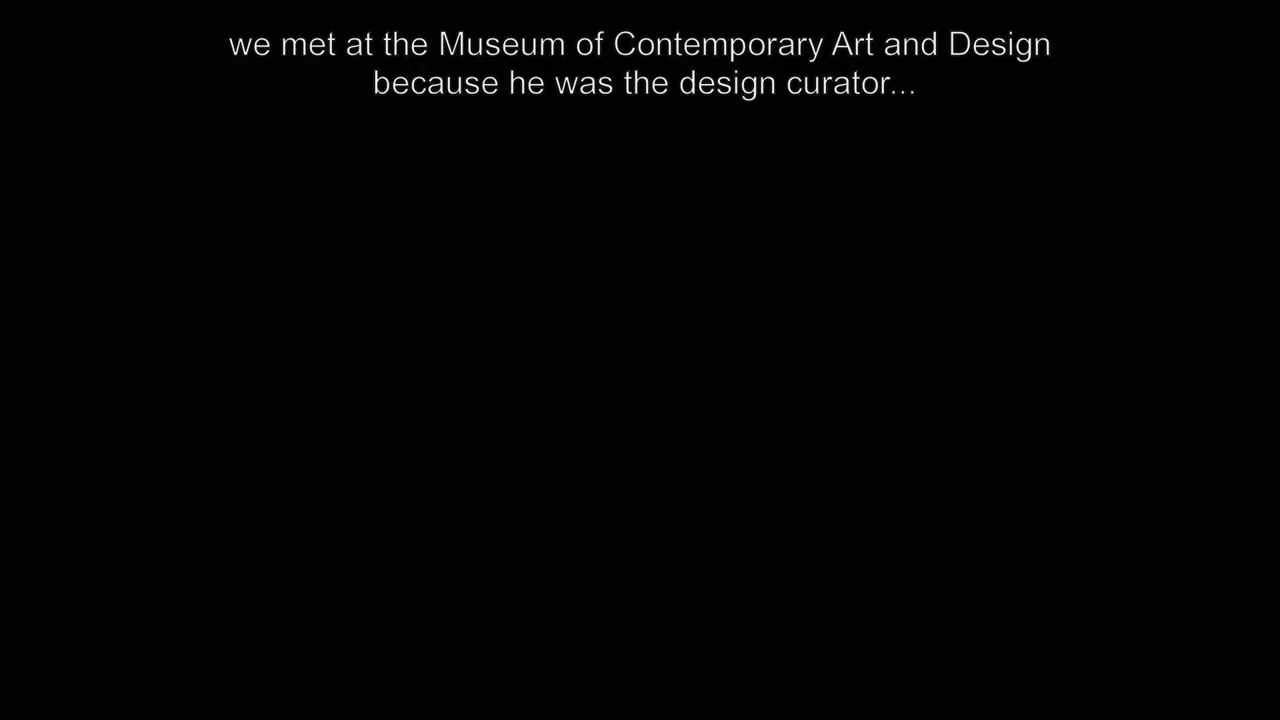 we met at the Museum of Contemporary Art and Design
because he was the design curator...